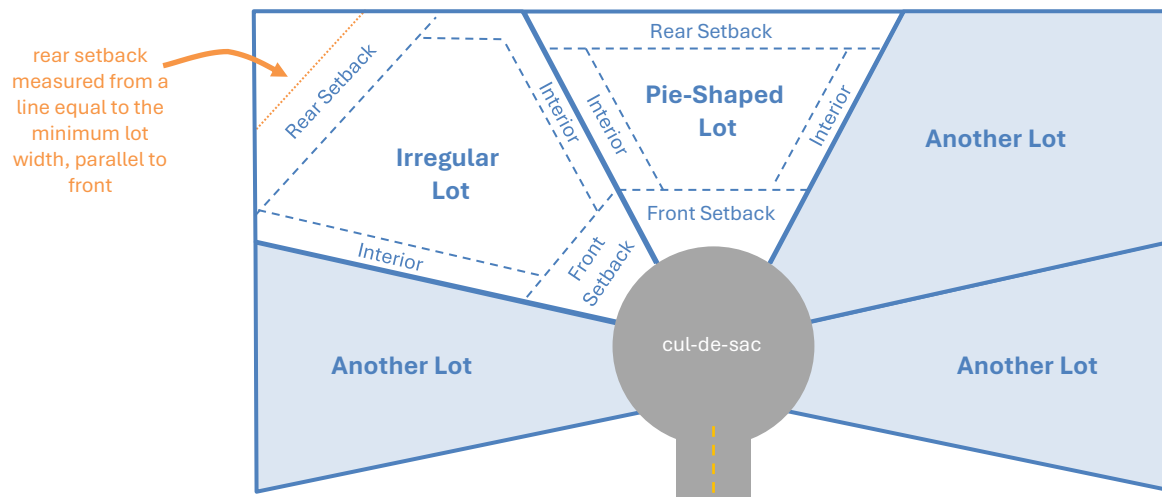 rear setback
measured from a
line equal to the
minimum lot
width, parallel to
front
Rear Setback
Irregular
Lot
Interior
Interior
Front
Setback
Rear Setback
Interior
Pie-Shaped
Lot
Interior
Front Setback
Another Lot
cul-de-sac
Another Lot
Another Lot